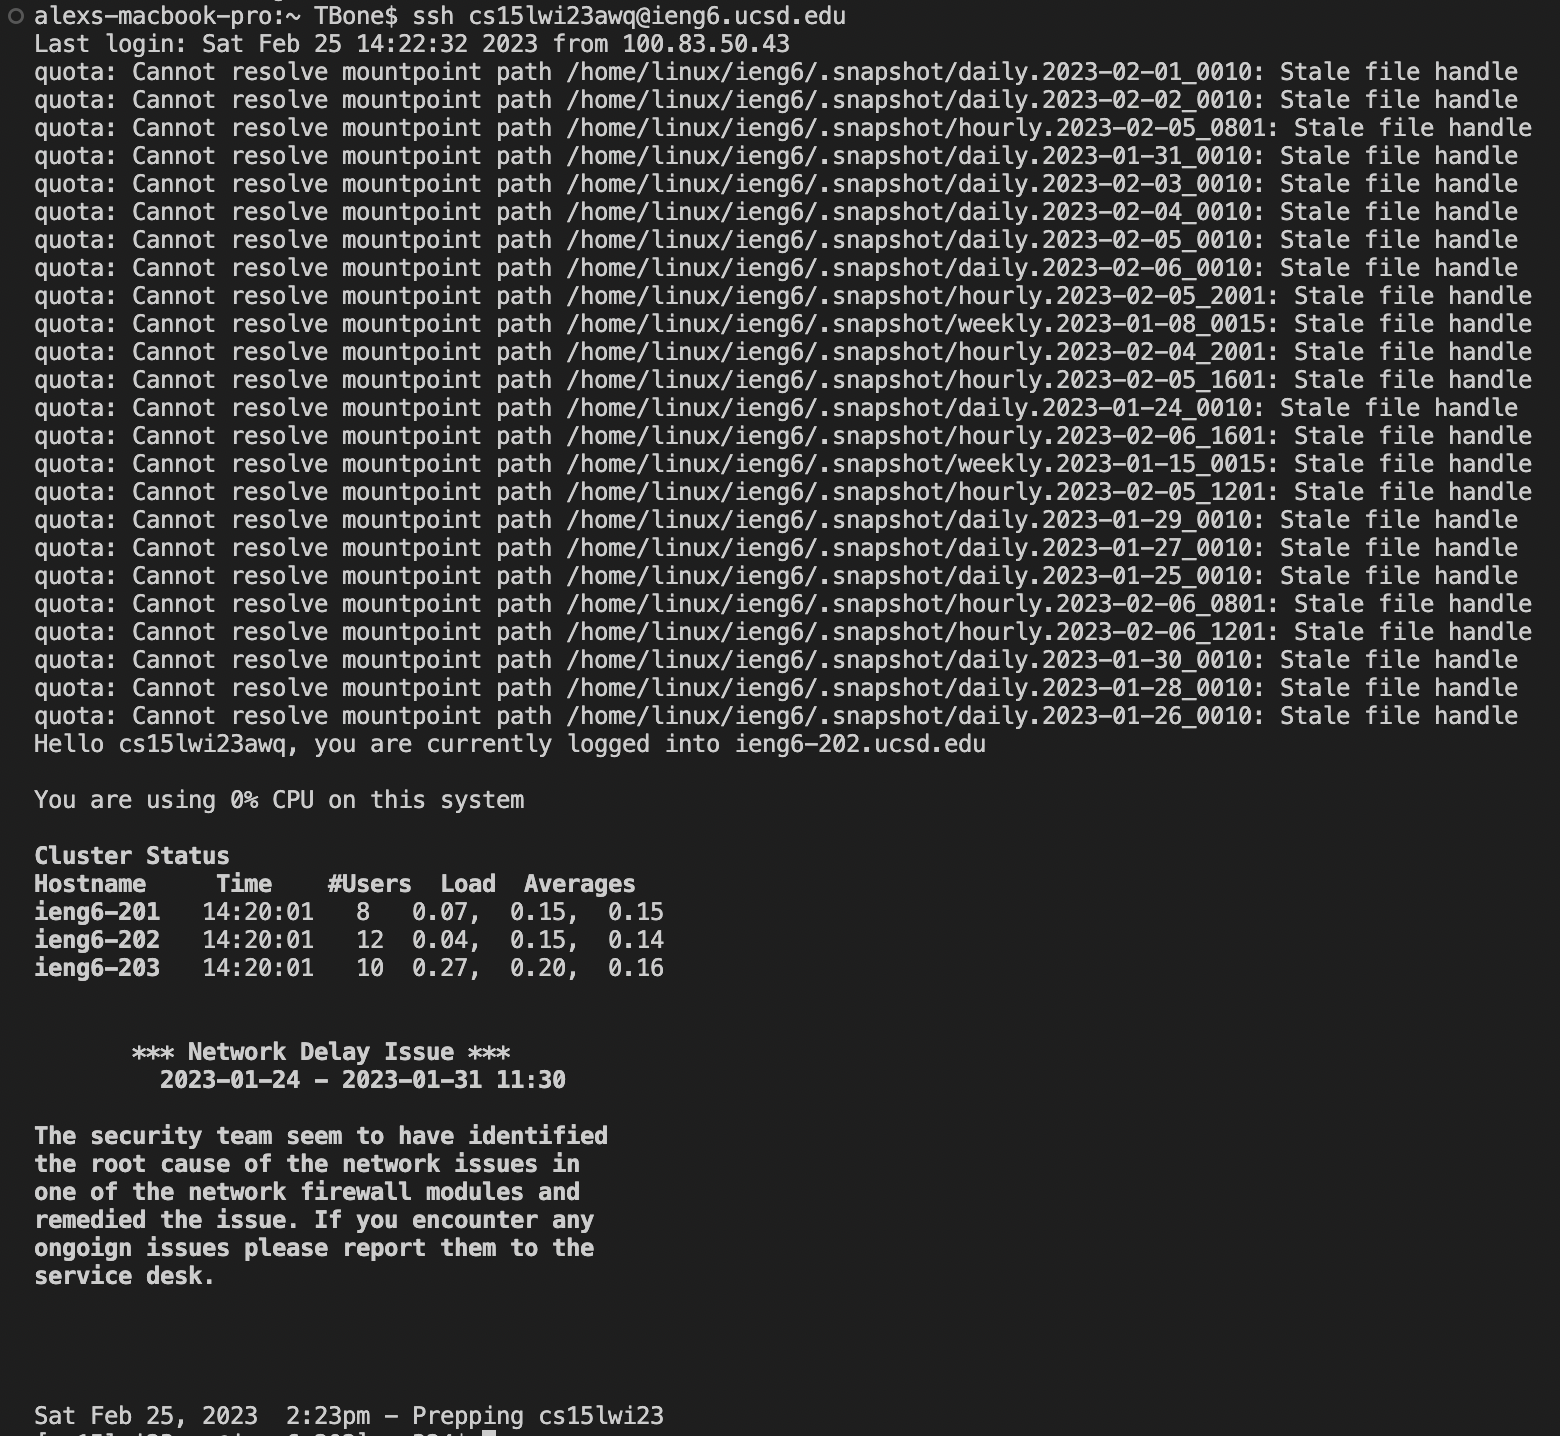 alexs-macbook-pro:~ TBone$ ssh cs15lwi23awq@ieng6.ucsd.edu
Last login: Sat Feb 25 14:22:32 2023 from 100.83.50.43
quota: Cannot resolve mountpoint path /home/linux/ieng6/.snapshot/daily.2023-02-01_0010: Stale file handle
quota: Cannot resolve mountpoint path /home/linux/ieng6/.snapshot/daily.2023-02-02_0010: Stale file handle
quota: Cannot resolve mountpoint path /home/linux/ieng6/.snapshot/hourly.2023-02-05_0801: Stale file handle
quota: Cannot resolve mountpoint path /home/linux/ieng6/.snapshot/daily.2023-01-31_0010: Stale file handle
quota: Cannot resolve mountpoint path /home/linux/ieng6/.snapshot/daily.2023-02-03_0010: Stale file handle
quota: Cannot resolve mountpoint path /home/linux/ieng6/.snapshot/daily.2023-02-04_0010: Stale file handle
quota: Cannot resolve mountpoint path /home/linux/ieng6/.snapshot/daily.2023-02-05_0010: Stale file handle
quota: Cannot resolve mountpoint path /home/linux/ieng6/.snapshot/daily.2023-02-06_0010: Stale file handle
quota: Cannot resolve mountpoint path /home/linux/ieng6/.snapshot/hourly.2023-02-05_2001: Stale file handle
quota: Cannot resolve mountpoint path /home/linux/ieng6/.snapshot/weekly.2023-01-08_0015: Stale file handle
quota: Cannot resolve mountpoint path /home/linux/ieng6/.snapshot/hourly.2023-02-04_2001: Stale file handle
quota: Cannot resolve mountpoint path /home/linux/ieng6/.snapshot/hourly.2023-02-05_1601: Stale file handle
quota: Cannot resolve mountpoint path /home/linux/ieng6/.snapshot/daily.2023-01-24_0010: Stale file handle
quota: Cannot resolve mountpoint path /home/linux/ieng6/.snapshot/hourly.2023-02-06_1601: Stale file handle
quota: Cannot resolve mountpoint path /home/linux/ieng6/.snapshot/weekly.2023-01-15_0015: Stale file handle
quota: Cannot resolve mountpoint path /home/linux/ieng6/.snapshot/hourly.2023-02-05_1201: Stale file handle
quota: Cannot resolve mountpoint path /home/linux/ieng6/.snapshot/daily.2023-01-29_0010: Stale file handle
quota: Cannot resolve mountpoint path /home/linux/ieng6/.snapshot/daily.2023-01-27_0010: Stale file handle
quota: Cannot resolve mountpoint path /home/linux/ieng6/.snapshot/daily.2023-01-25_0010: Stale file handle
quota: Cannot resolve mountpoint path /home/linux/ieng6/.snapshot/hourly.2023-02-06_0801: Stale file handle
quota: Cannot resolve mountpoint path /home/linux/ieng6/.snapshot/hourly.2023-02-06_1201: Stale file handle
quota: Cannot resolve mountpoint path /home/linux/ieng6/.snapshot/daily.2023-01-30_0010: Stale file handle
quota: Cannot resolve mountpoint path /home/linux/ieng6/.snapshot/daily.2023-01-28_0010: Stale file handle
quota: Cannot resolve mountpoint path /home/linux/ieng6/.snapshot/daily.2023-01-26_0010: Stale file handle
Hello cs15lwi23awq, you are currently logged into ieng6-202.ucsd.edu
You are using 0% CPU on this system
Cluster Status
Hostname     Time    #Users  Load  Averages
ieng6-201   14:20:01   8   0.07,  0.15,  0.15
ieng6-202   14:20:01   12  0.04,  0.15,  0.14
ieng6-203   14:20:01   10  0.27,  0.20,  0.16
*** Network Delay Issue ***
2023-01-24 - 2023-01-31 11:30
The security team seem to have identified
the root cause of the network issues in
one of the network firewall modules and
remedied the issue. If you encounter any
ongoign issues please report them to the
service desk.
Sat Feb 25, 2023  2:23pm - Prepping cs15lwi23